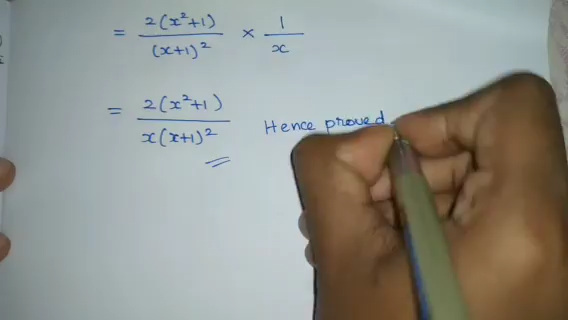 = 2(x²+1) / (x+1)² × 1/x
= 2(x²+1) / x(x+1)² Hence proved